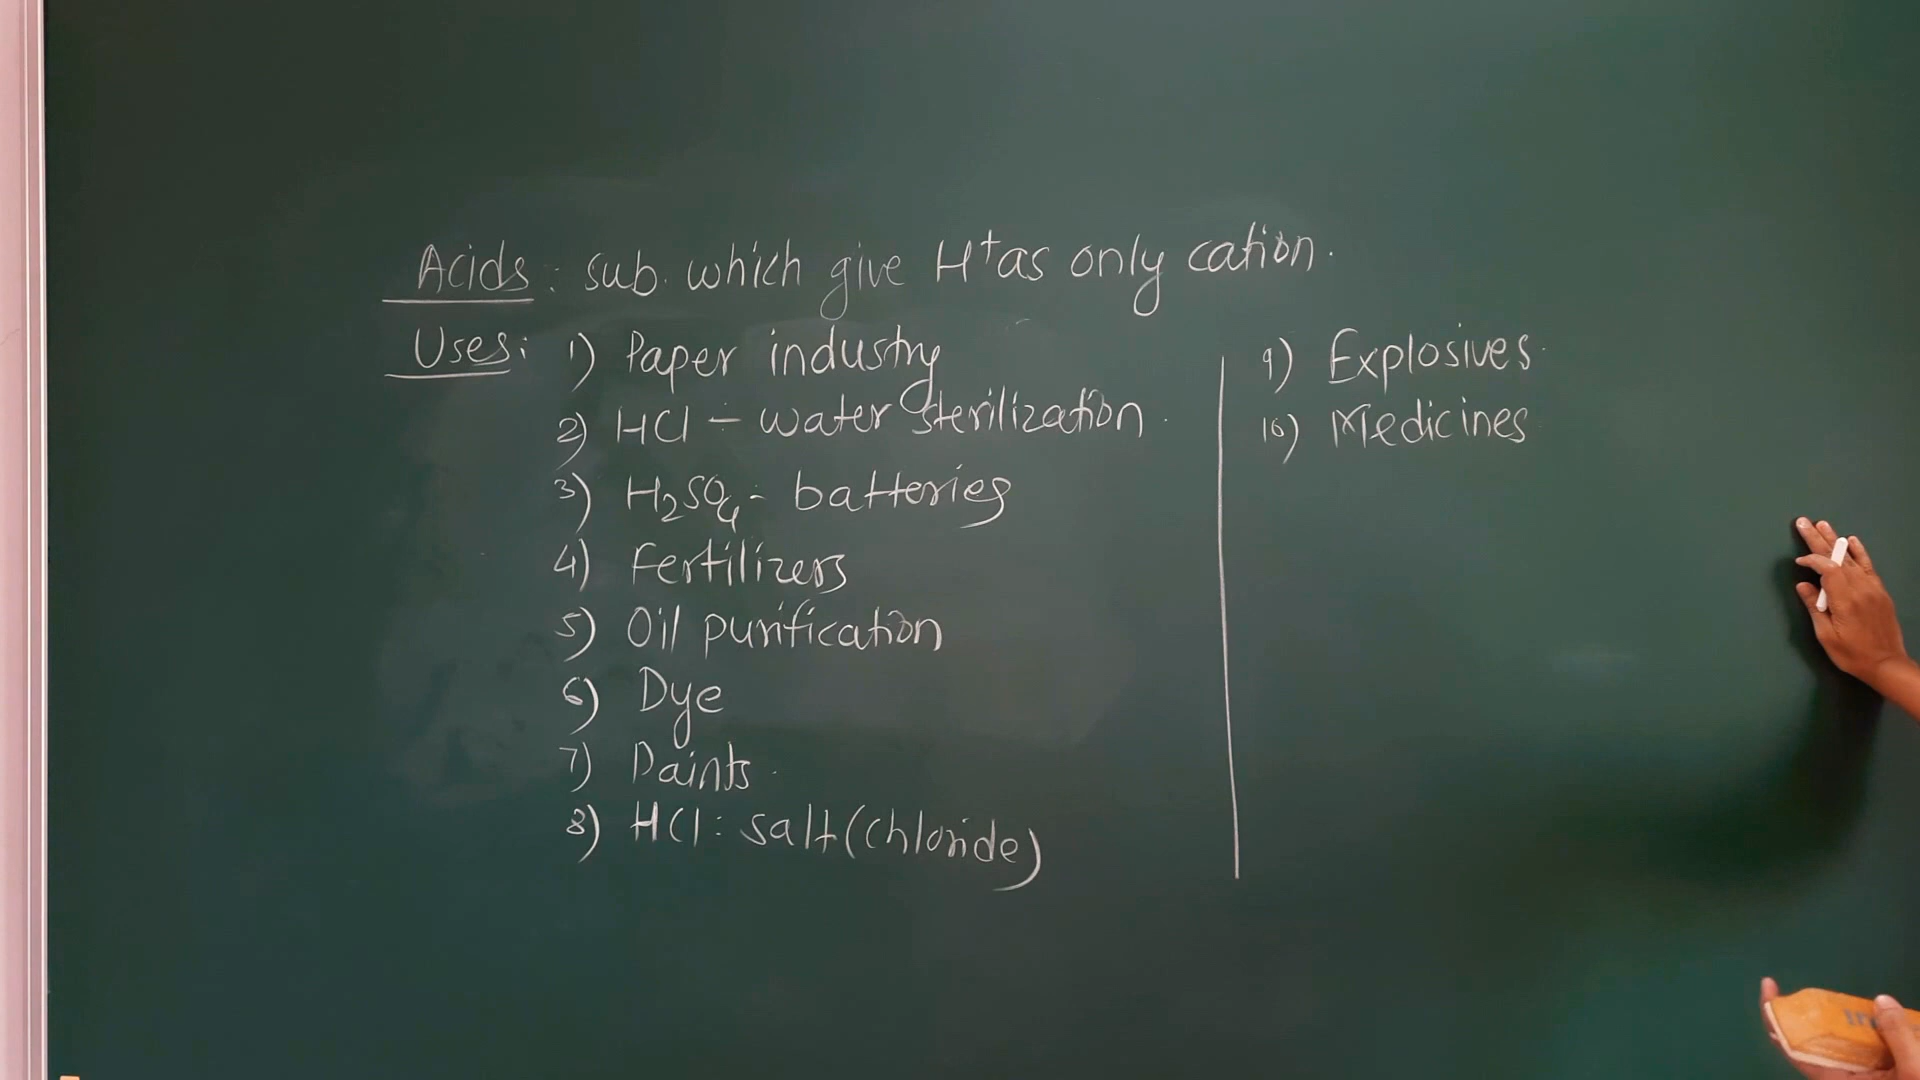 Acids: sub. which give H⁺ as only cation.
Uses: 1) Paper industry
2) HCl - water sterilization.
3) H₂SO₄ - batteries
4) Fertilizers
5) Oil purification
6) Dye
7) Paints.
8) HCl: salt (chloride)
9) Explosives.
10) Medicines